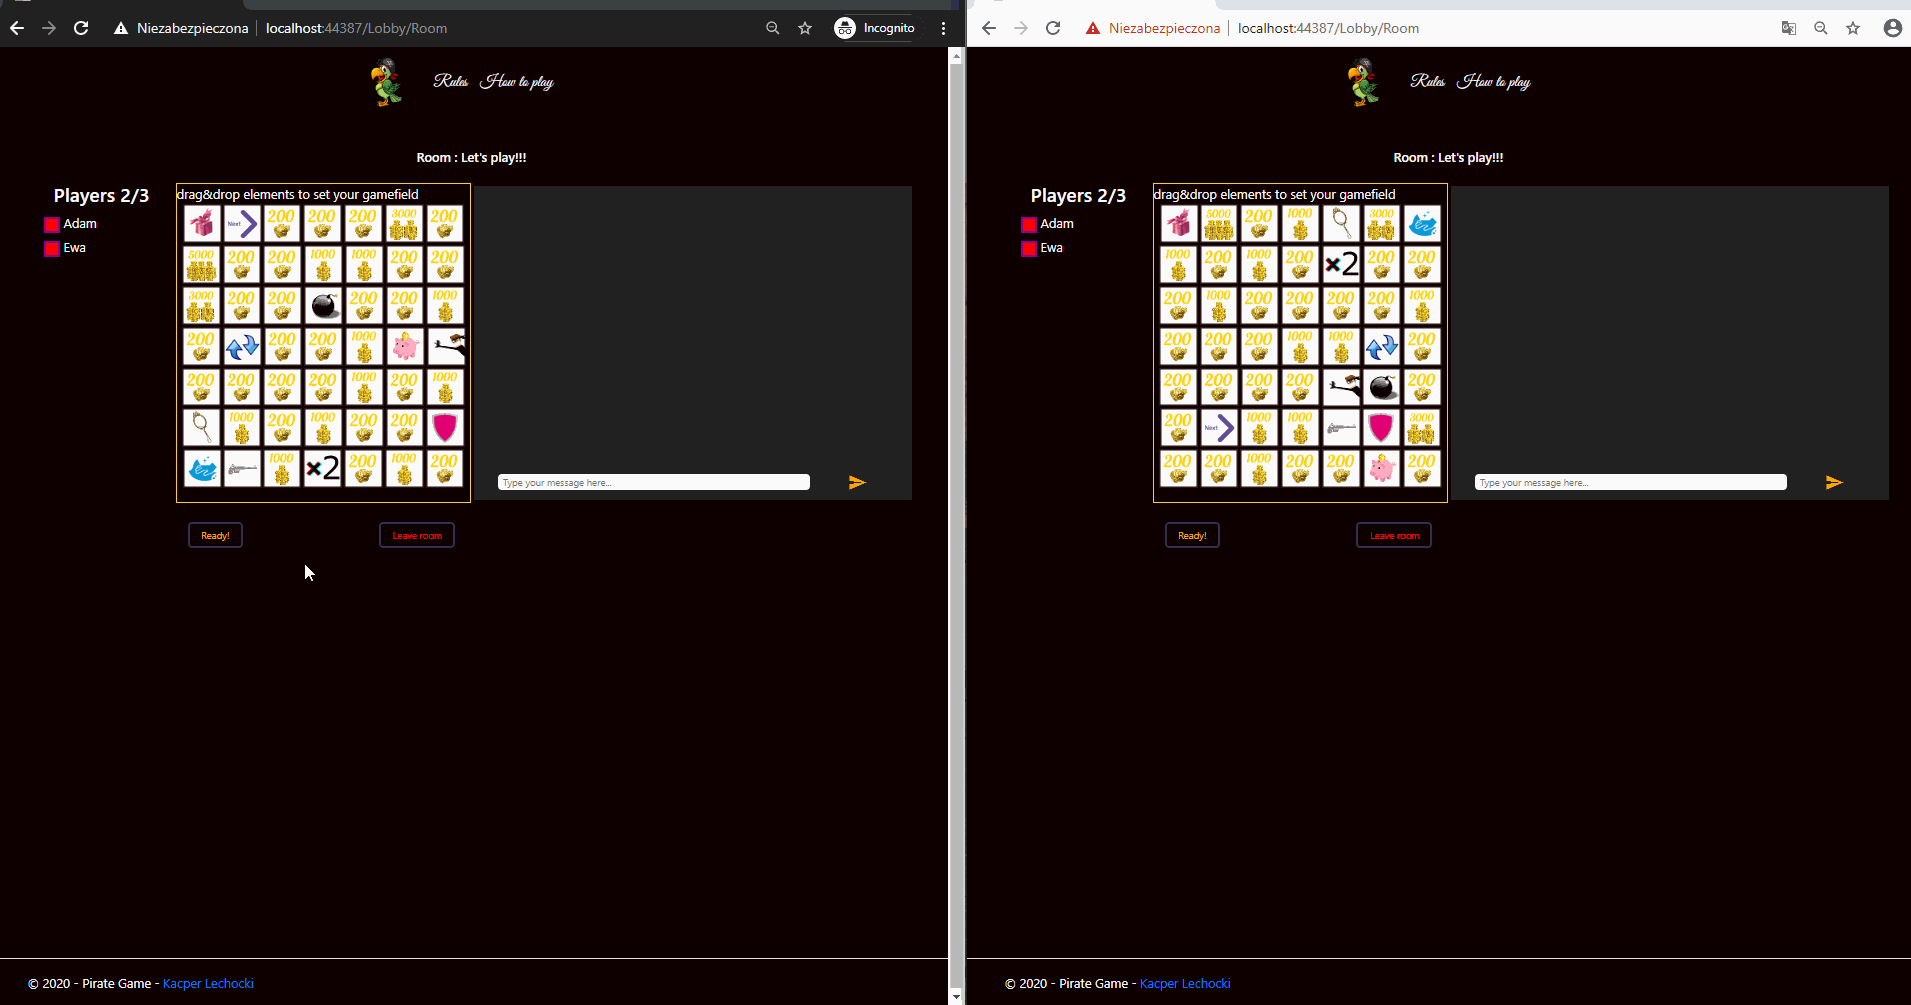 Niezabezpieczona localhost:44387/Lobby/Room Incognito
Rules How to play
Room : Let's play!!!
Players 2/3
Adam
Ewa
drag&drop elements to set your gamefield
Next 200 200 200 3000 200
5000 200 200 1000 1000 200 200
3000 200 200 200 200 1000
200 200 200 1000
200 200 200 200 1000 200 1000
1000 200 1000 200 200
1000 ×2 200 1000 200
Type your message here...
Ready! Leave room
© 2020 - Pirate Game - Kacper Lechocki
Niezabezpieczona localhost:44387/Lobby/Room
Rules How to play
Room : Let's play!!!
Players 2/3
Adam
Ewa
drag&drop elements to set your gamefield
5000 200 1000 3000
1000 200 1000 200 ×2 200 200
200 1000 200 200 200 200 1000
200 200 200 1000 1000 200
200 200 200 200 200
200 Next 1000 1000 3000
200 200 1000 200 200 200
Type your message here...
Ready! Leave room
© 2020 - Pirate Game - Kacper Lechocki